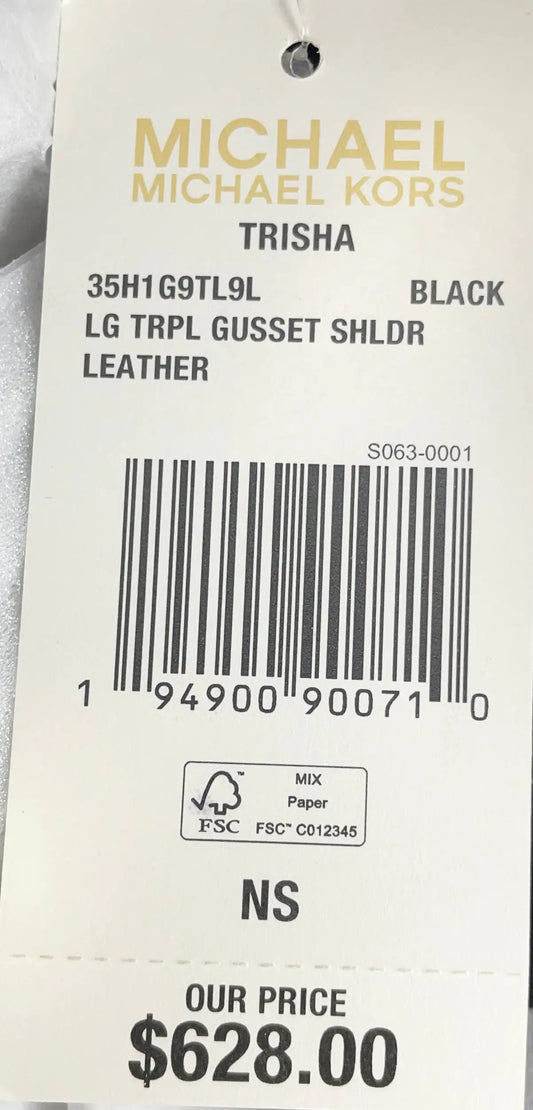 MICHAEL
MICHAEL KORS
TRISHA
35H1G9TL9L BLACK
LG TRPL GUSSET SHLDR
LEATHER
S063-0001
1 94900 90071 0
FSC™
MIX
Paper
FSC™ C012345
NS
OUR PRICE
$628.00